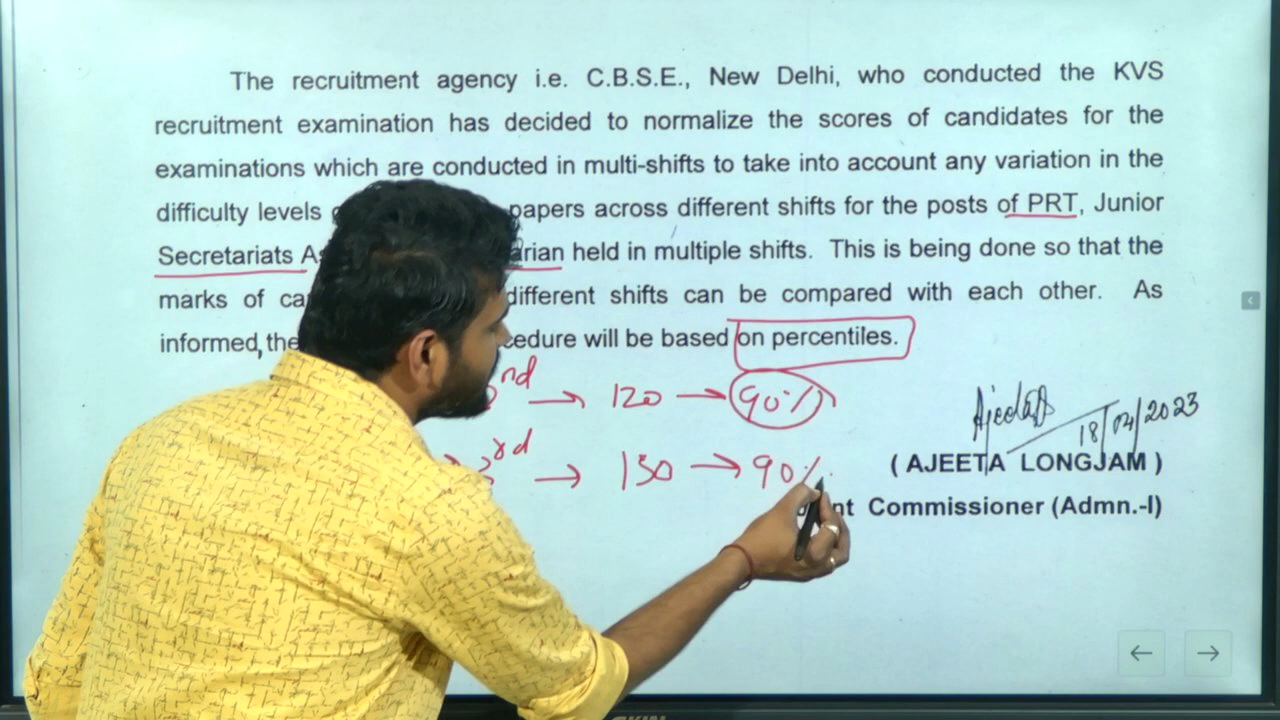 The recruitment agency i.e. C.B.S.E., New Delhi, who conducted the KVS
recruitment examination has decided to normalize the scores of candidates for the
examinations which are conducted in multi-shifts to take into account any variation in the
difficulty levels papers across different shifts for the posts of PRT, Junior
Secretariats held in multiple shifts. This is being done so that the
marks of different shifts can be compared with each other. As
informed, will be based on percentiles.
nd → 120 → 90%
rd → 130 → 90%
18/04/2023
( AJEETA LONGJAM )
Commissioner (Admn.-I)